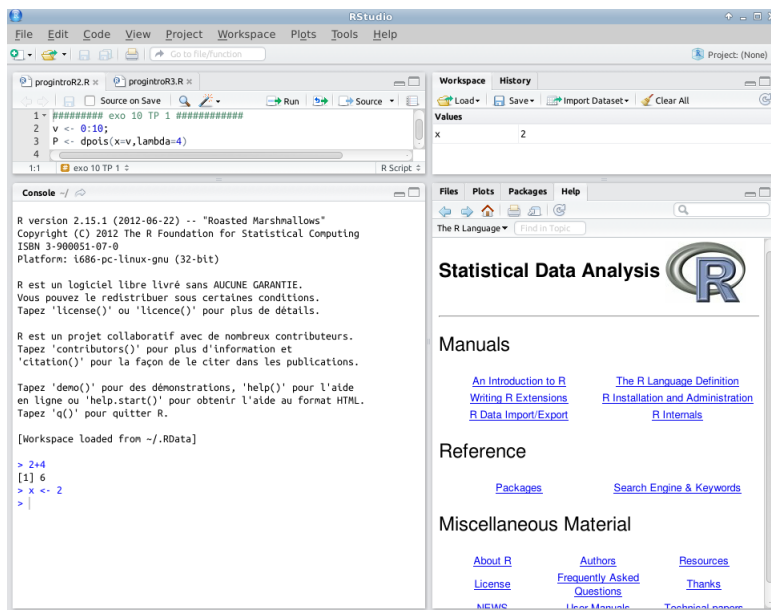 RStudio
File Edit Code View Project Workspace Plots Tools Help
Go to file/function
Project: (None)
progintroR2.R × progintroR3.R ×
Source on Save Run Source
1 ######### exo 10 TP 1 ############
2 v <- 0:10;
3 P <- dpois(x=v,lambda=4)
4
1:1 exo 10 TP 1 R Script
Console ~/
R version 2.15.1 (2012-06-22) -- "Roasted Marshmallows"
Copyright (C) 2012 The R Foundation for Statistical Computing
ISBN 3-900051-07-0
Platform: i686-pc-linux-gnu (32-bit)
R est un logiciel libre livré sans AUCUNE GARANTIE.
Vous pouvez le redistribuer sous certaines conditions.
Tapez 'license()' ou 'licence()' pour plus de détails.
R est un projet collaboratif avec de nombreux contributeurs.
Tapez 'contributors()' pour plus d'information et
'citation()' pour la façon de le citer dans les publications.
Tapez 'demo()' pour des démonstrations, 'help()' pour l'aide
en ligne ou 'help.start()' pour obtenir l'aide au format HTML.
Tapez 'q()' pour quitter R.
[Workspace loaded from ~/.RData]
> 2+4
[1] 6
> x <- 2
>
Workspace History
Load Save Import Dataset Clear All
Values
x 2
Files Plots Packages Help
The R Language Find in Topic
Statistical Data Analysis R
Manuals
An Introduction to R The R Language Definition
Writing R Extensions R Installation and Administration
R Data Import/Export R Internals
Reference
Packages Search Engine & Keywords
Miscellaneous Material
About R Authors Resources
License Frequently Asked Questions Thanks
NEWS User Manuals Technical papers